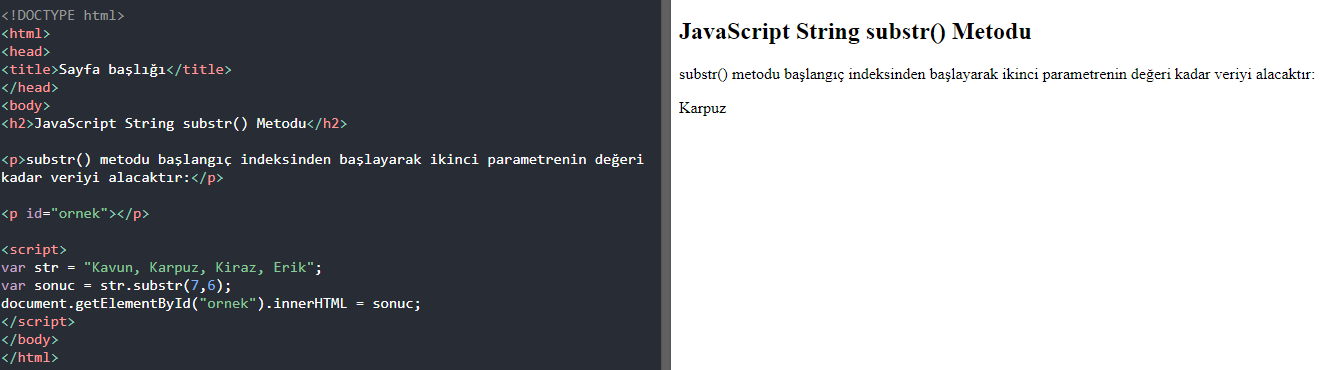 <!DOCTYPE html>
<html>
<head>
<title>Sayfa başlığı</title>
</head>
<body>
<h2>JavaScript String substr() Metodu</h2>
<p>substr() metodu başlangıç indeksinden başlayarak ikinci parametrenin değeri
kadar veriyi alacaktır:</p>
<p id="ornek"></p>
<script>
var str = "Kavun, Karpuz, Kiraz, Erik";
var sonuc = str.substr(7,6);
document.getElementById("ornek").innerHTML = sonuc;
</script>
</body>
</html>
JavaScript String substr() Metodu
substr() metodu başlangıç indeksinden başlayarak ikinci parametrenin değeri kadar veriyi alacaktır:
Karpuz